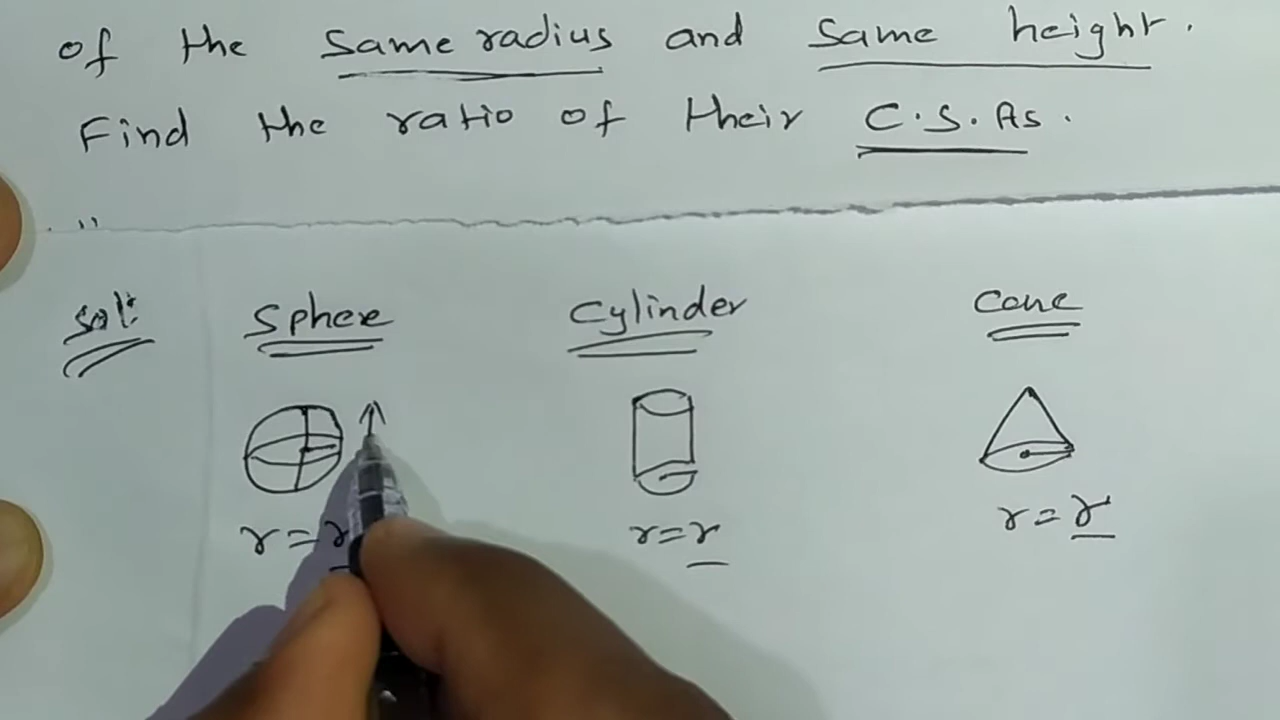 of the same radius and same height.
Find the ratio of their C.S.As.
Sol:
Sphere
Cylinder
Cone
r=r
r=r
r=r